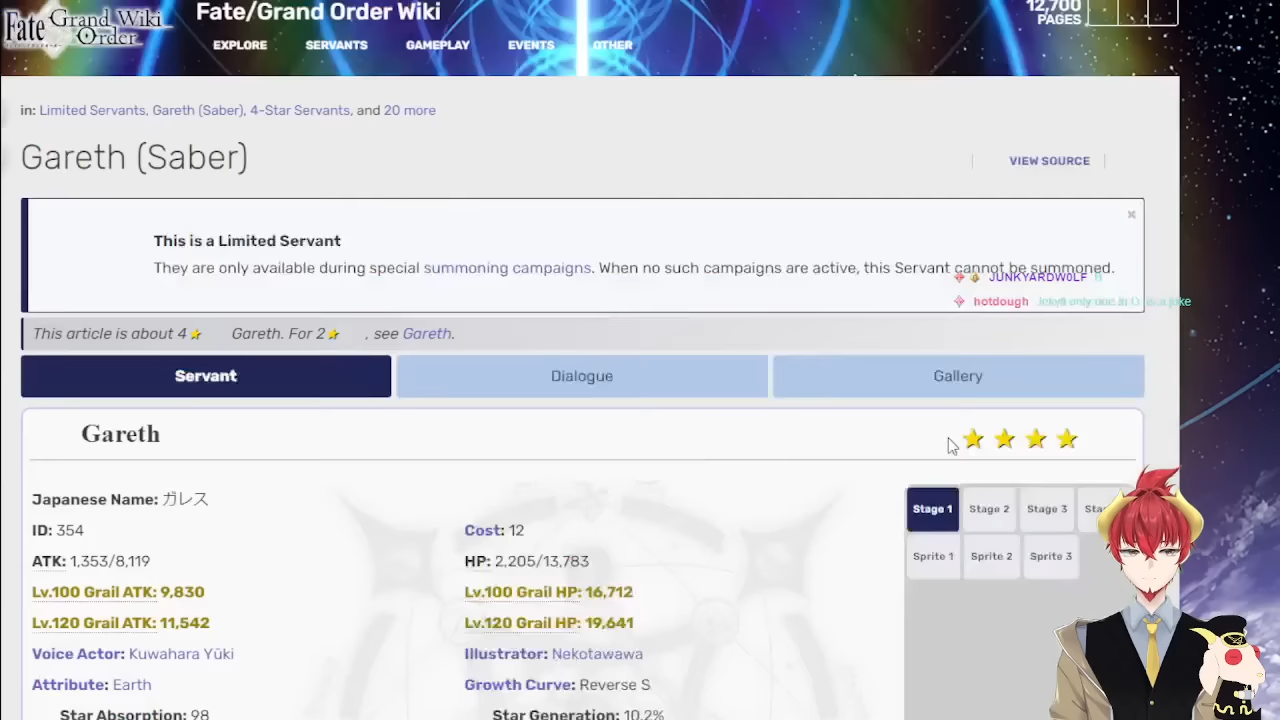 Fate Grand Wiki
Order
Fate/Grand Order Wiki
12,700
PAGES
EXPLORE SERVANTS GAMEPLAY EVENTS OTHER
in: Limited Servants, Gareth (Saber), 4-Star Servants, and 20 more
Gareth (Saber)
VIEW SOURCE
This is a Limited Servant
They are only available during special summoning campaigns. When no such campaigns are active, this Servant cannot be summoned.
JUNKYARDW0LF
hotdough Jekyll only one in
This article is about 4 Gareth. For 2 , see Gareth.
Servant Dialogue Gallery
Gareth
Japanese Name: ガレス
ID: 354 Cost: 12
ATK: 1,353/8,119 HP: 2,205/13,783
Lv.100 Grail ATK: 9,830 Lv.100 Grail HP: 16,712
Lv.120 Grail ATK: 11,542 Lv.120 Grail HP: 19,641
Voice Actor: Kuwahara Yūki Illustrator: Nekotawawa
Attribute: Earth Growth Curve: Reverse S
Star Absorption: 98 Star Generation: 10.2%
Stage 1 Stage 2 Stage 3
Sprite 1 Sprite 2 Sprite 3